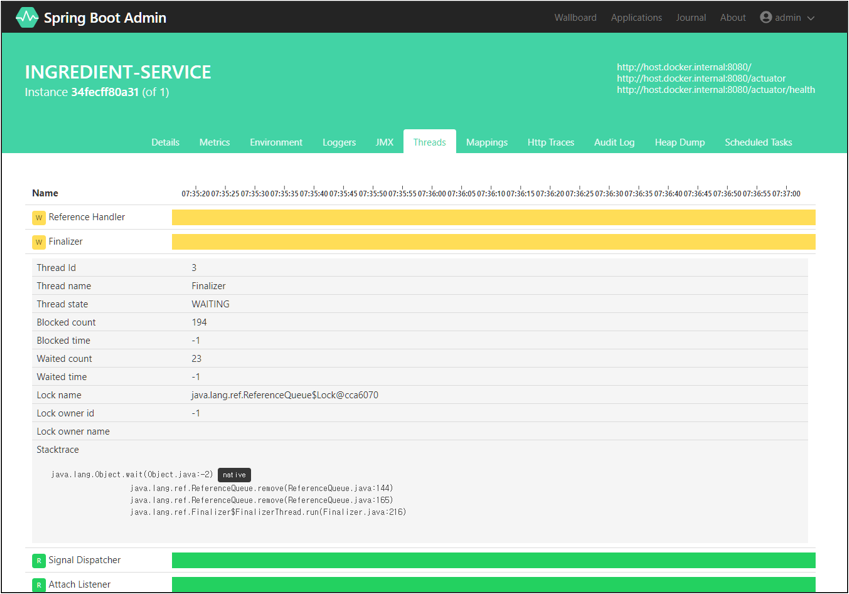 Spring Boot Admin
Wallboard Applications Journal About admin
INGREDIENT-SERVICE
Instance 34fecff80a31 (of 1)
http://host.docker.internal:8080/
http://host.docker.internal:8080/actuator
http://host.docker.internal:8080/actuator/health
Details Metrics Environment Loggers JMX Threads Mappings Http Traces Audit Log Heap Dump Scheduled Tasks
Name 07:35:20 07:35:25 07:35:30 07:35:35 07:35:40 07:35:45 07:35:50 07:35:55 07:36:00 07:36:05 07:36:10 07:36:15 07:36:20 07:36:25 07:36:30 07:36:35 07:36:40 07:36:45 07:36:50 07:36:55 07:37:00
W Reference Handler
W Finalizer
Thread Id 3
Thread name Finalizer
Thread state WAITING
Blocked count 194
Blocked time -1
Waited count 23
Waited time -1
Lock name java.lang.ref.ReferenceQueue$Lock@cca6070
Lock owner id -1
Lock owner name
Stacktrace
java.lang.Object.wait(Object.java:-2) native
java.lang.ref.ReferenceQueue.remove(ReferenceQueue.java:144)
java.lang.ref.ReferenceQueue.remove(ReferenceQueue.java:165)
java.lang.ref.Finalizer$FinalizerThread.run(Finalizer.java:216)
R Signal Dispatcher
R Attach Listener